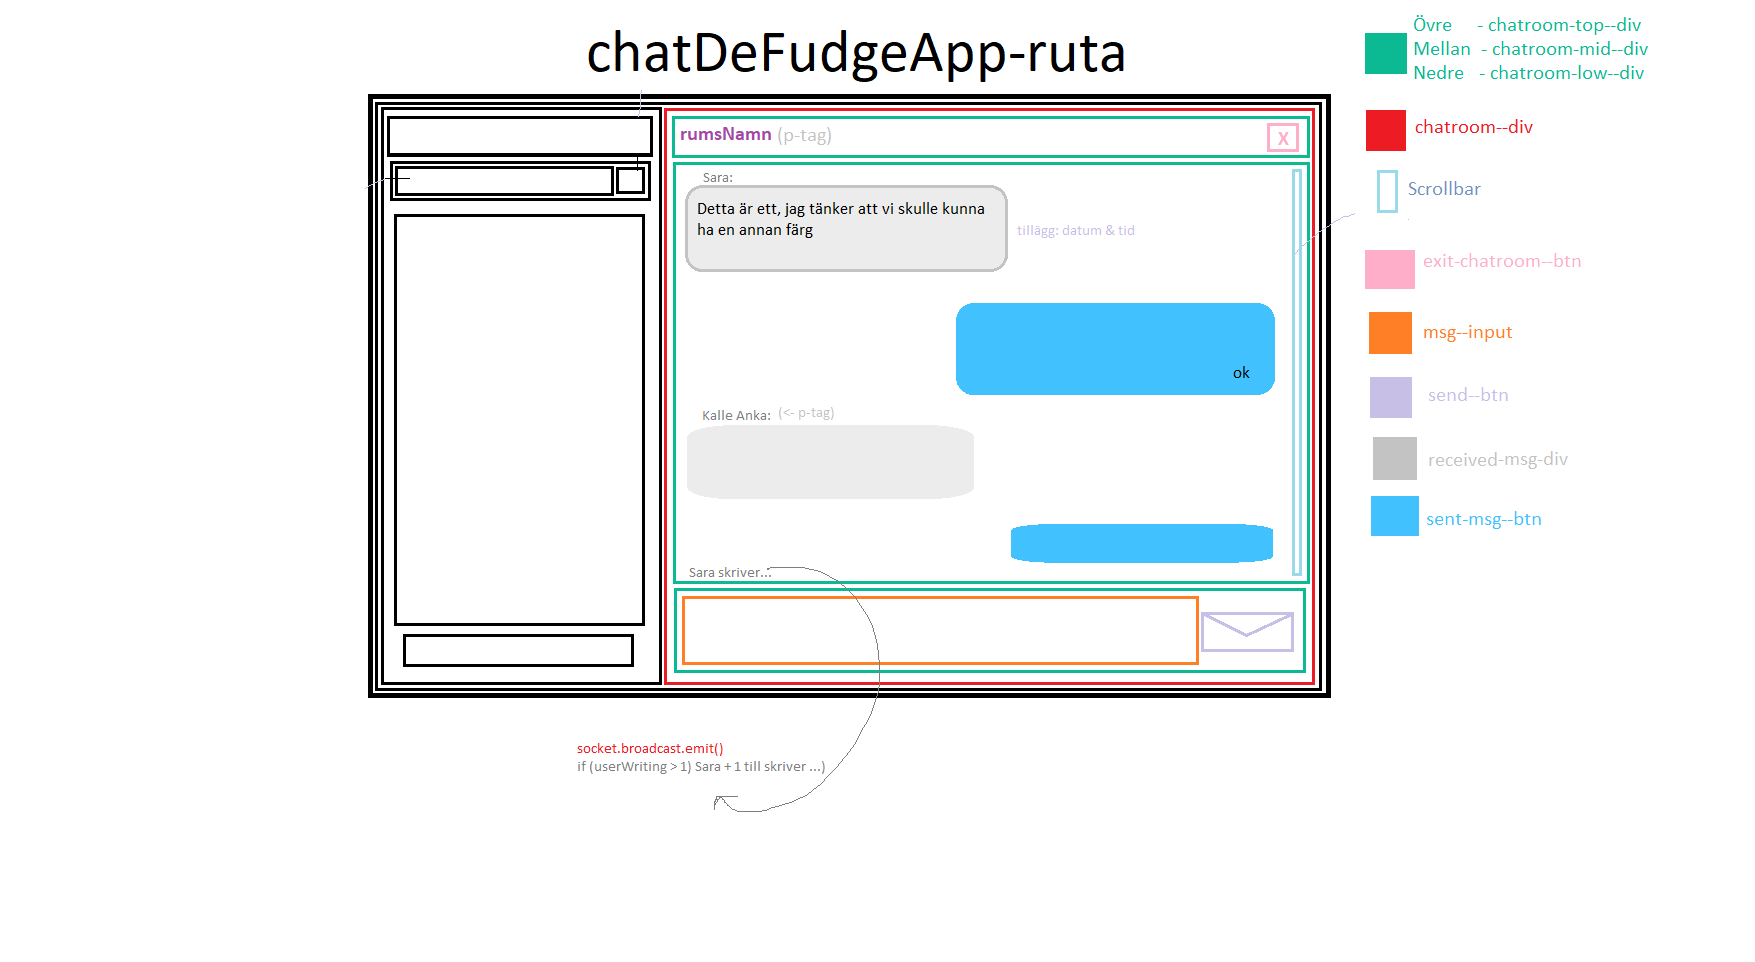 chatDeFudgeApp-ruta
rumsNamn (p-tag)
X
Sara:
Detta är ett, jag tänker att vi skulle kunna
ha en annan färg
tillägg: datum & tid
ok
Kalle Anka: (<- p-tag)
Sara skriver...
socket.broadcast.emit()
if (userWriting > 1) Sara + 1 till skriver ...)
Övre - chatroom-top--div
Mellan - chatroom-mid--div
Nedre - chatroom-low--div
chatroom--div
Scrollbar
exit-chatroom--btn
msg--input
send--btn
received-msg-div
sent-msg--btn